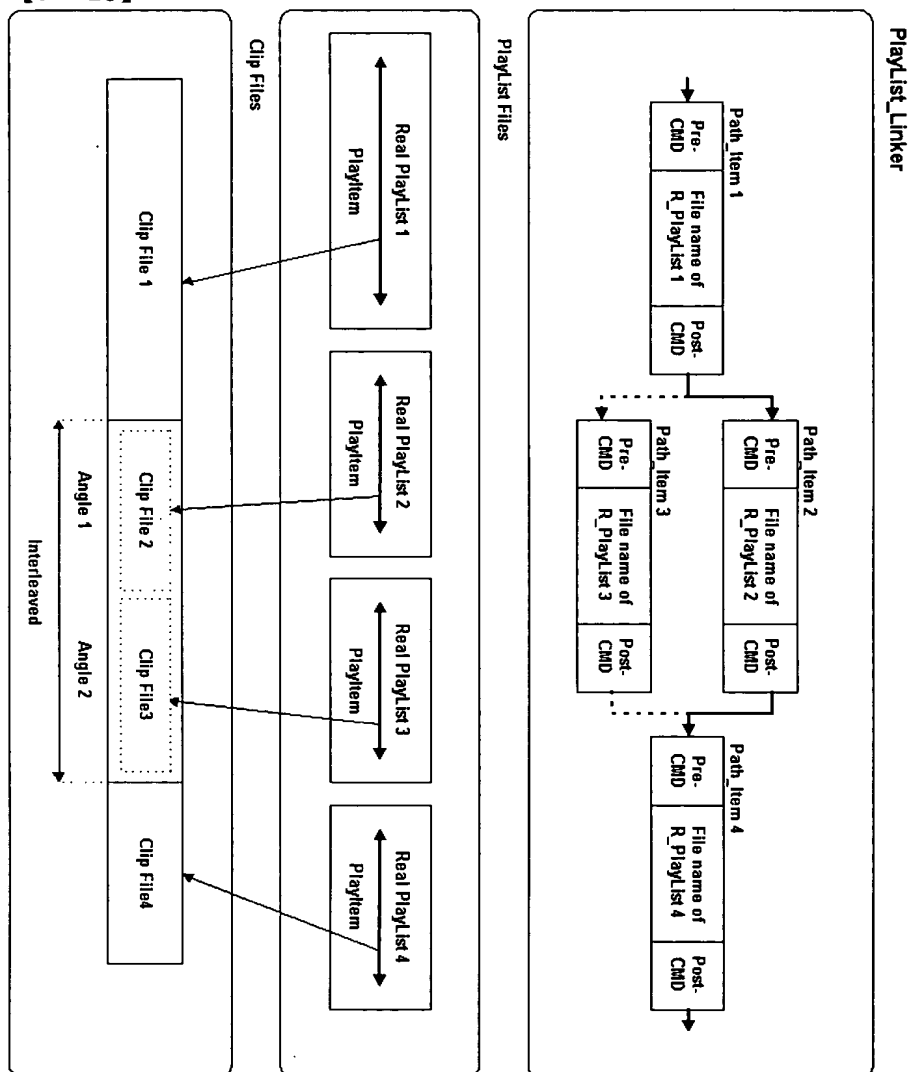 PlayList_Linker
Path_Item 1
Pre-
CMD
File name of
R_PlayList 1
Post-
CMD
Path_Item 2
Pre-
CMD
File name of
R_PlayList 2
Post-
CMD
Path_Item 3
Pre-
CMD
File name of
R_PlayList 3
Post-
CMD
Path_Item 4
Pre-
CMD
File name of
R_PlayList 4
Post-
CMD
PlayList Files
Real PlayList 1
PlayItem
Real PlayList 2
PlayItem
Real PlayList 3
PlayItem
Real PlayList 4
PlayItem
Clip Files
Clip File 1
Clip File 2
Clip File3
Clip File4
Angle 1
Angle 2
Interleaved